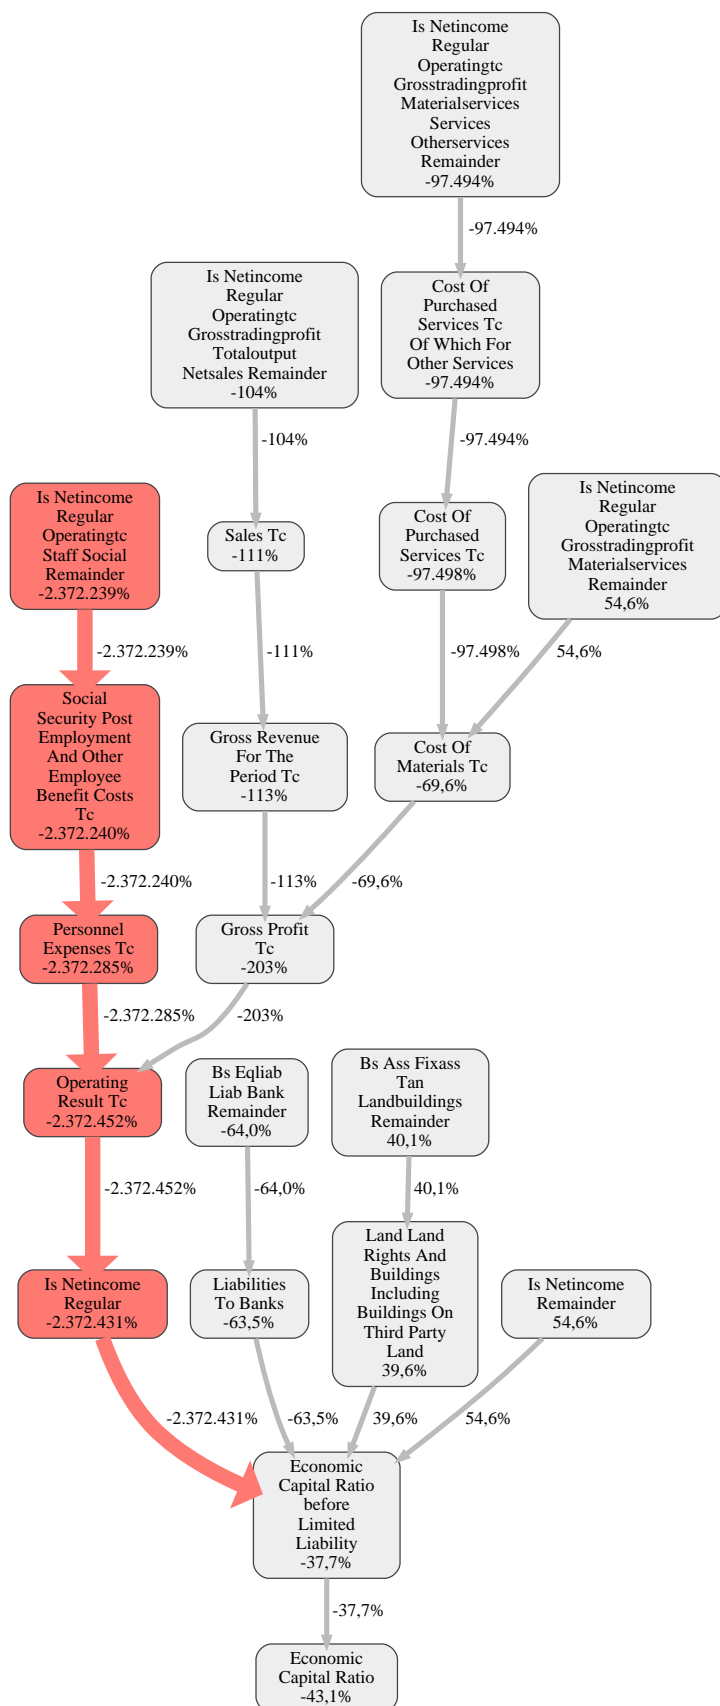 Is Netincome
Regular
Operatingtc
Grosstradingprofit
Materialservices
Services
Otherservices
Remainder
-97.494%
-97.494%
Is Netincome
Regular
Operatingtc
Grosstradingprofit
Totaloutput
Netsales Remainder
-104%
Cost Of
Purchased
Services Tc
Of Which For
Other Services
-97.494%
-104%
-97.494%
Is Netincome
Regular
Operatingtc
Staff Social
Remainder
-2.372.239%
Sales Tc
-111%
Cost Of
Purchased
Services Tc
-97.498%
Is Netincome
Regular
Operatingtc
Grosstradingprofit
Materialservices
Remainder
54,6%
-2.372.239%
-111%
-97.498%
54,6%
Social
Security Post
Employment
And Other
Employee
Benefit Costs
Tc
-2.372.240%
Gross Revenue
For The
Period Tc
-113%
Cost Of
Materials Tc
-69,6%
-2.372.240%
-113%
-69,6%
Personnel
Expenses Tc
-2.372.285%
Gross Profit
Tc
-203%
-2.372.285%
-203%
Operating
Result Tc
-2.372.452%
Bs Eqliab
Liab Bank
Remainder
-64,0%
Bs Ass Fixass
Tan
Landbuildings
Remainder
40,1%
-2.372.452%
-64,0%
40,1%
Is Netincome
Regular
-2.372.431%
Liabilities
To Banks
-63,5%
Land Land
Rights And
Buildings
Including
Buildings On
Third Party
Land
39,6%
Is Netincome
Remainder
54,6%
-2.372.431%
-63,5%
39,6%
54,6%
Economic
Capital Ratio
before
Limited
Liability
-37,7%
-37,7%
Economic
Capital Ratio
-43,1%